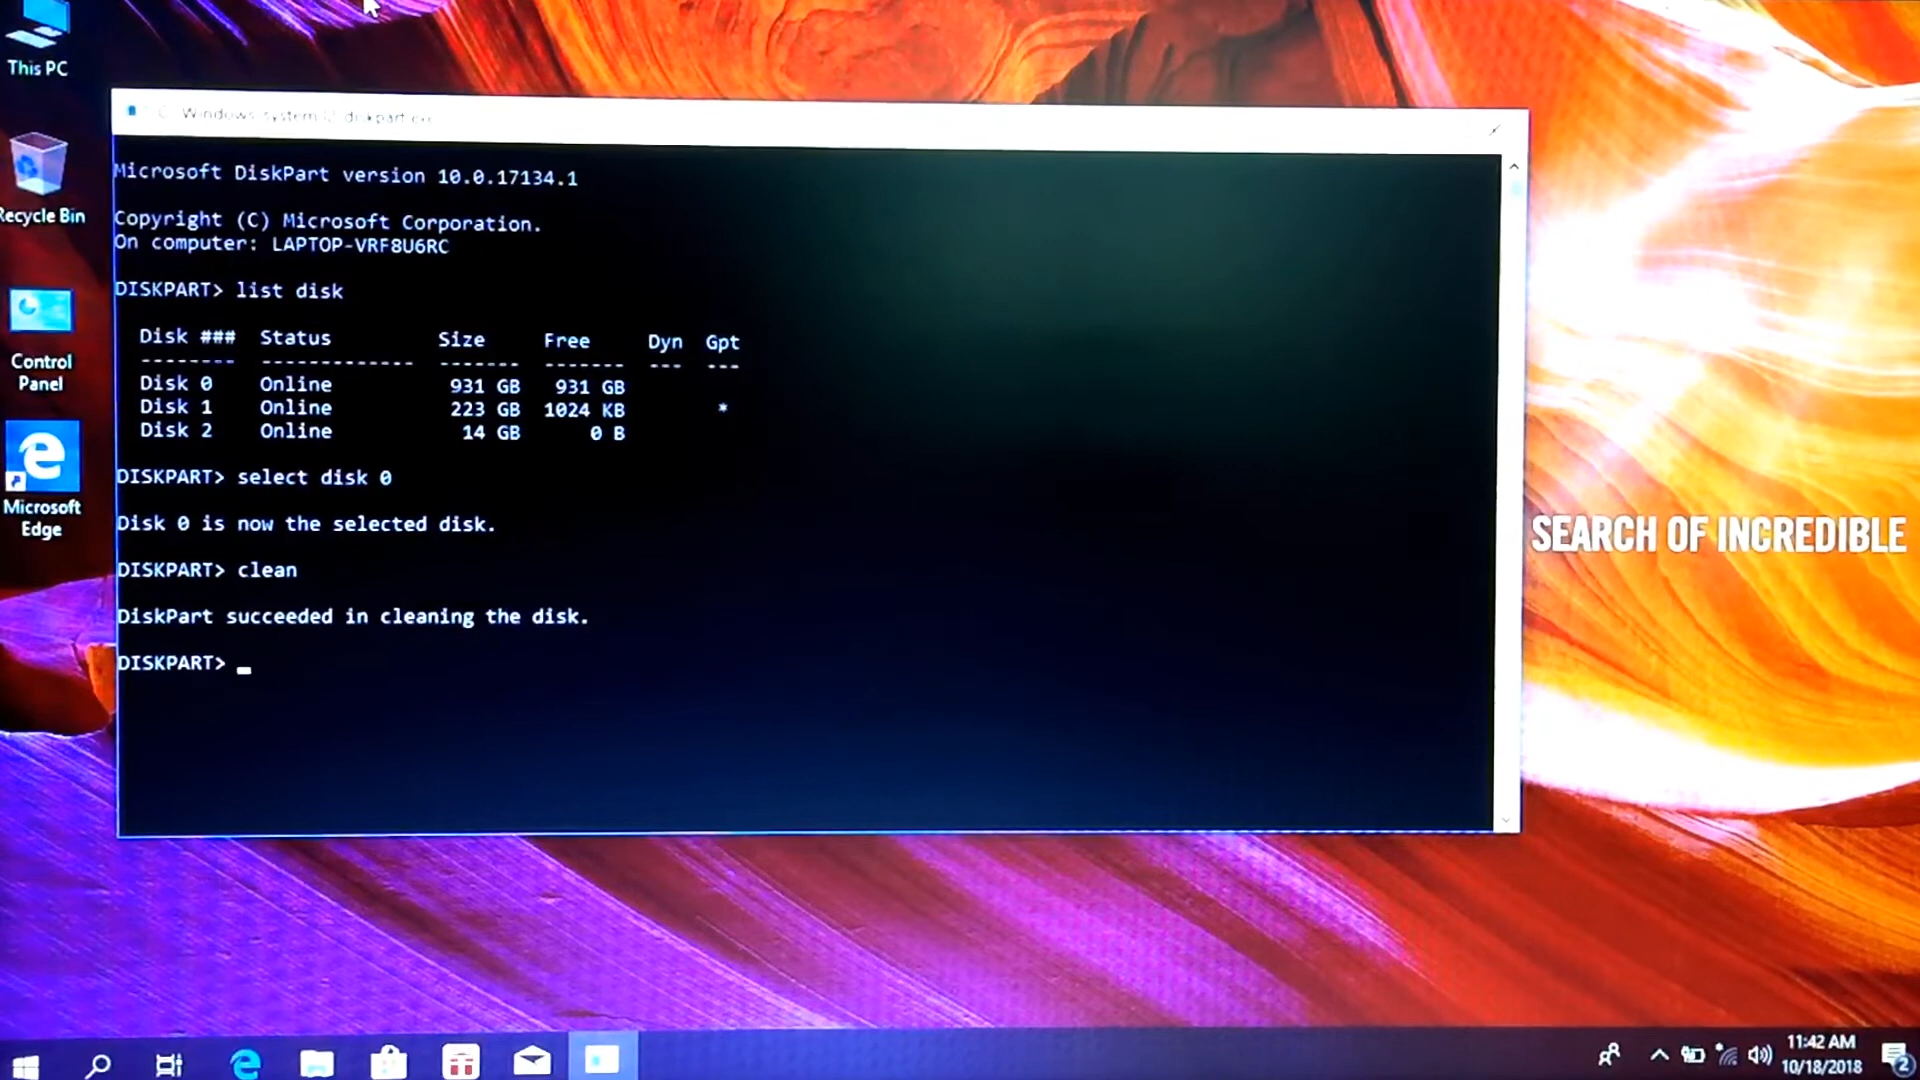 This PC
Recycle Bin
Control
Panel
Microsoft
Edge
Microsoft DiskPart version 10.0.17134.1
Copyright (C) Microsoft Corporation.
On computer: LAPTOP-VRF8U6RC
DISKPART> list disk
Disk ### Status Size Free Dyn Gpt
-------- ------------- ------- ------- --- ---
Disk 0 Online 931 GB 931 GB
Disk 1 Online 223 GB 1024 KB *
Disk 2 Online 14 GB 0 B
DISKPART> select disk 0
Disk 0 is now the selected disk.
DISKPART> clean
DiskPart succeeded in cleaning the disk.
DISKPART>
SEARCH OF INCREDIBLE
11:42 AM
10/18/2018
2